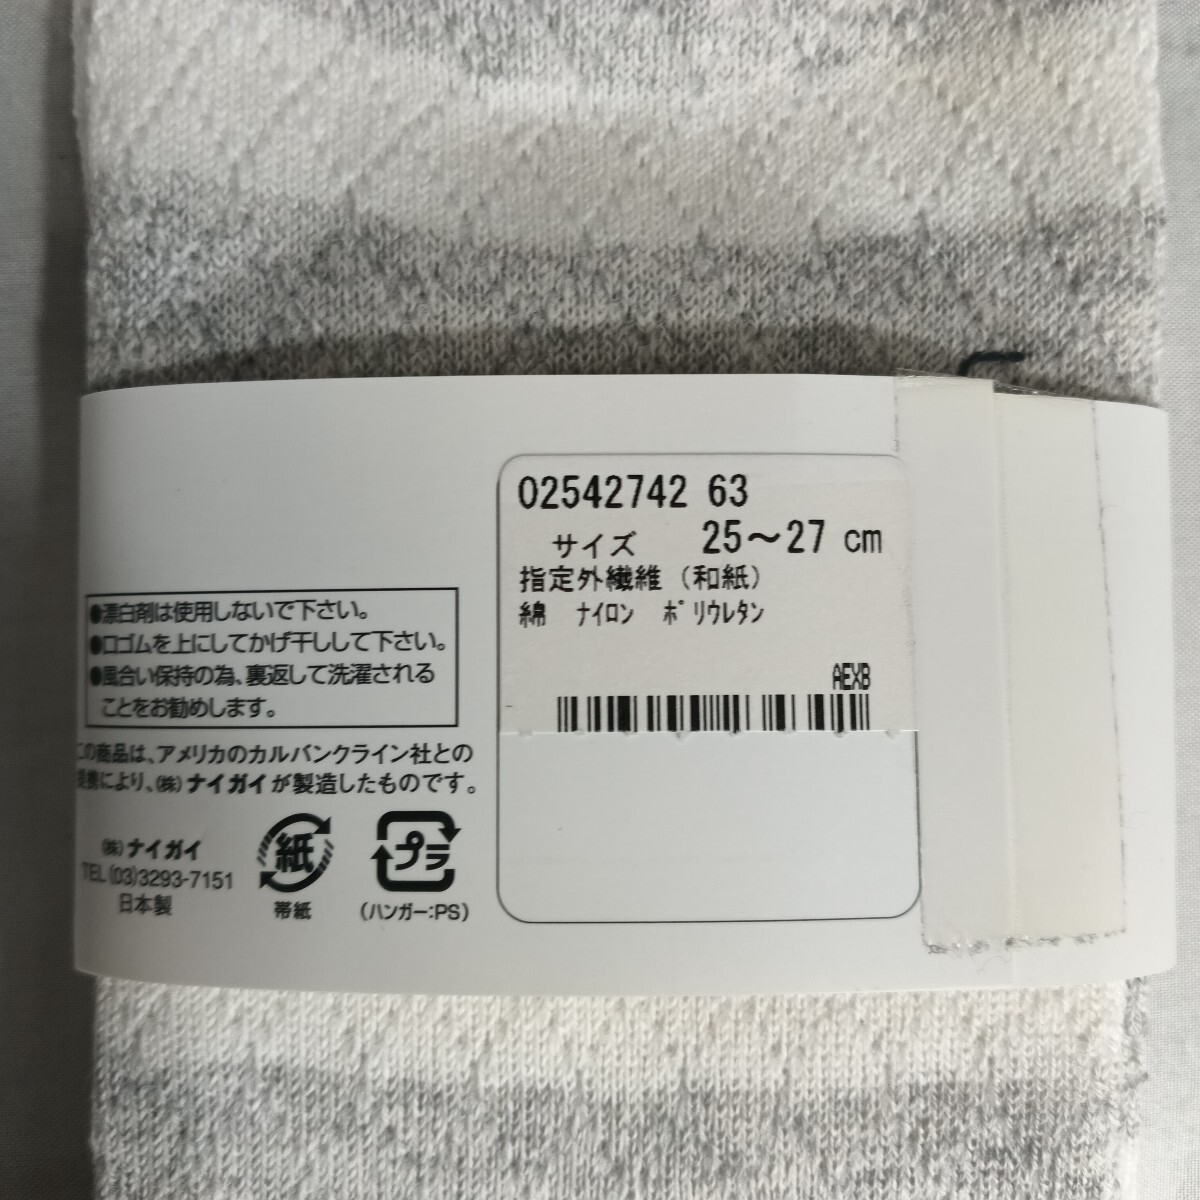 02542742 63
サイズ 25～27 cm
指定外繊維（和紙）
綿 ナイロン ポリウレタン
AEXB
●漂白剤は使用しないで下さい。
●口ゴムを上にしてかげ干しして下さい。
●風合い保持の為、裏返して洗濯される
ことをお勧めします。
この商品は、アメリカのカルバンクライン社との
提携により、㈱ナイガイが製造したものです。
㈱ナイガイ
TEL(03)3293-7151
日本製
紙
帯紙
プラ
(ハンガー:PS)